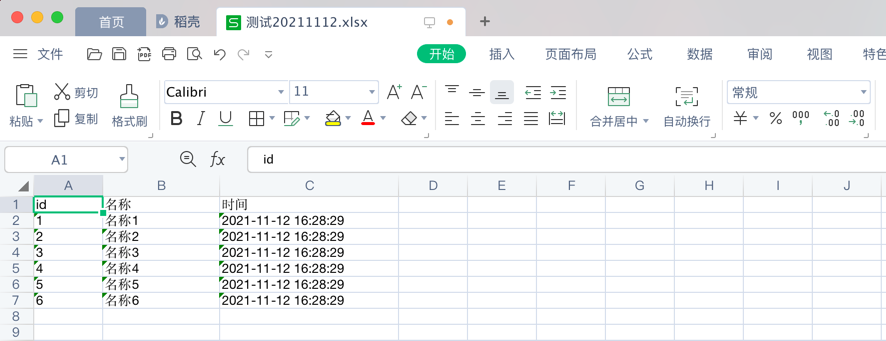 首页 稻壳 测试20211112.xlsx
文件 PDF 开始 插入 页面布局 公式 数据 审阅 视图 特色
粘贴 剪切 复制 格式刷 Calibri 11 A+ A- B I U A 合并居中 自动换行 常规 ¥ % 000 ←.0 .00 .00 →.0
A1 fx id
A B C D E F G H I J
1 id 名称 时间
2 1 名称1 2021-11-12 16:28:29
3 2 名称2 2021-11-12 16:28:29
4 3 名称3 2021-11-12 16:28:29
5 4 名称4 2021-11-12 16:28:29
6 5 名称5 2021-11-12 16:28:29
7 6 名称6 2021-11-12 16:28:29
8
9